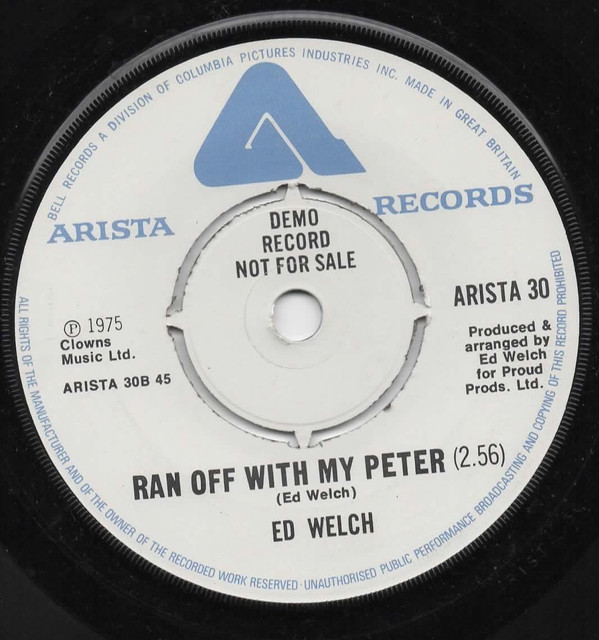 BELL RECORDS A DIVISION OF COLUMBIA PICTURES INDUSTRIES INC. MADE IN GREAT BRITAIN
ARISTA RECORDS
DEMO
RECORD
NOT FOR SALE
ARISTA 30
℗ 1975
Clowns
Music Ltd.
ARISTA 30B 45
Produced &
arranged by
Ed Welch
for Proud
Prods. Ltd.
RAN OFF WITH MY PETER (2.56)
(Ed Welch)
ED WELCH
ALL RIGHTS OF THE MANUFACTURER AND OF THE OWNER OF THE RECORDED WORK RESERVED · UNAUTHORISED PUBLIC PERFORMANCE BROADCASTING AND COPYING OF THIS RECORD PROHIBITED